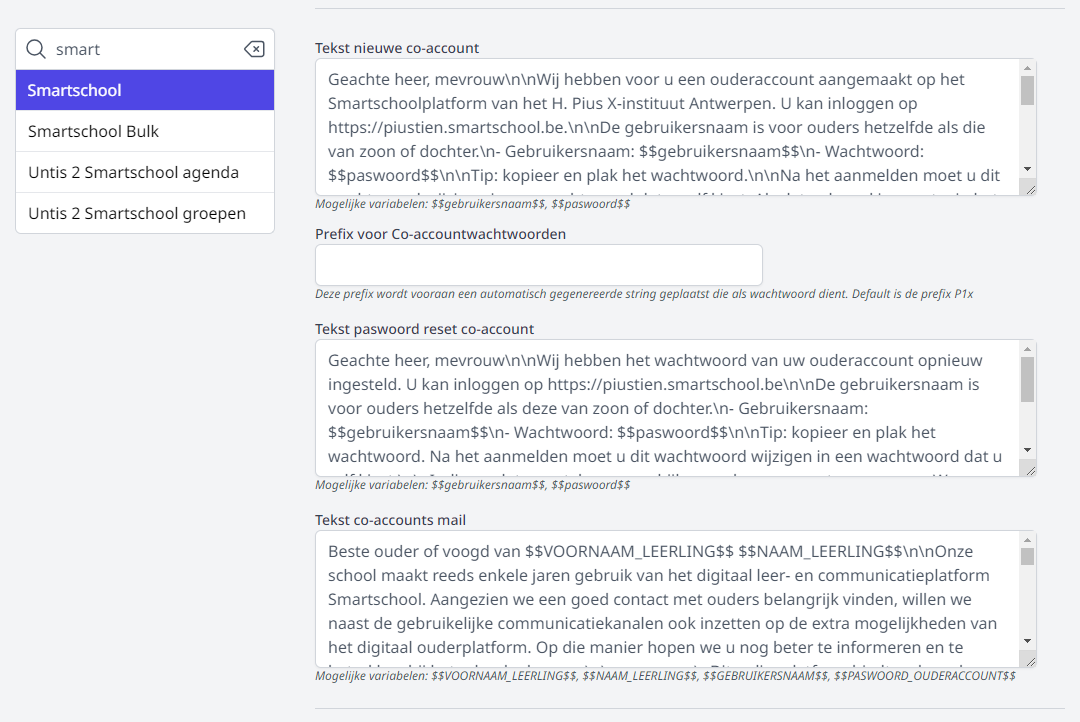 smart
Smartschool
Smartschool Bulk
Untis 2 Smartschool agenda
Untis 2 Smartschool groepen
Tekst nieuwe co-account
Geachte heer, mevrouw\n\nWij hebben voor u een ouderaccount aangemaakt op het
Smartschoolplatform van het H. Pius X-instituut Antwerpen. U kan inloggen op
https://piustien.smartschool.be.\n\nDe gebruikersnaam is voor ouders hetzelfde als die
van zoon of dochter.\n- Gebruikersnaam: $$gebruikersnaam$$\n- Wachtwoord:
$$paswoord$$\n\nTip: kopieer en plak het wachtwoord.\n\nNa het aanmelden moet u dit
Mogelijke variabelen: $$gebruikersnaam$$, $$paswoord$$
Prefix voor Co-accountwachtwoorden
Deze prefix wordt vooraan een automatisch gegenereerde string geplaatst die als wachtwoord dient. Default is de prefix P1x
Tekst paswoord reset co-account
Geachte heer, mevrouw\n\nWij hebben het wachtwoord van uw ouderaccount opnieuw
ingesteld. U kan inloggen op https://piustien.smartschool.be\n\nDe gebruikersnaam is
voor ouders hetzelfde als deze van zoon of dochter.\n- Gebruikersnaam:
$$gebruikersnaam$$\n- Wachtwoord: $$paswoord$$\n\nTip: kopieer en plak het
wachtwoord. Na het aanmelden moet u dit wachtwoord wijzigen in een wachtwoord dat u
Mogelijke variabelen: $$gebruikersnaam$$, $$paswoord$$
Tekst co-accounts mail
Beste ouder of voogd van $$VOORNAAM_LEERLING$$ $$NAAM_LEERLING$$\n\nOnze
school maakt reeds enkele jaren gebruik van het digitaal leer- en communicatieplatform
Smartschool. Aangezien we een goed contact met ouders belangrijk vinden, willen we
naast de gebruikelijke communicatiekanalen ook inzetten op de extra mogelijkheden van
het digitaal ouderplatform. Op die manier hopen we u nog beter te informeren en te
Mogelijke variabelen: $$VOORNAAM_LEERLING$$, $$NAAM_LEERLING$$, $$GEBRUIKERSNAAM$$, $$PASWOORD_OUDERACCOUNT$$